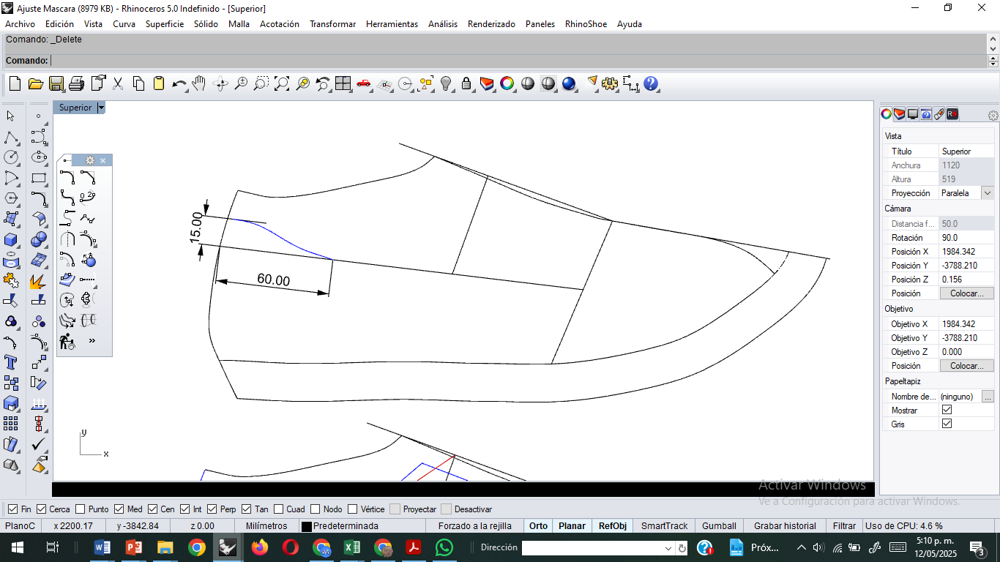 Ajuste Mascara (8979 KB) - Rhinoceros 5.0 Indefinido - [Superior]
Archivo Edición Vista Curva Superficie Sólido Malla Acotación Transformar Herramientas Análisis Renderizado Paneles RhinoShoe Ayuda
Comando: _Delete
Comando:
Superior
15.00
60.00
y
x
Vista
Título Superior
Anchura 1120
Altura 519
Proyección Paralela
Cámara
Distancia f... 50.0
Rotación 90.0
Posición X 1984.342
Posición Y -3788.210
Posición Z 0.156
Posición Colocar...
Objetivo
Objetivo X 1984.342
Objetivo Y -3788.210
Objetivo Z 0.000
Posición Colocar...
Papeltapiz
Nombre de... (ninguno) ...
Mostrar
Gris
Activar Windows
Ve a Configuración para activar Windows.
Fin Cerca Punto Med Cen Int Perp Tan Cuad Nodo Vértice Proyectar Desactivar
PlanoC x 2200.17 y -3842.84 z 0.00 Milímetros Predeterminada Forzado a la rejilla Orto Planar RefObj SmartTrack Gumball Grabar historial Filtrar Uso de CPU: 4.6 %
Dirección
Próx...
5:10 p. m.
12/05/2025
3